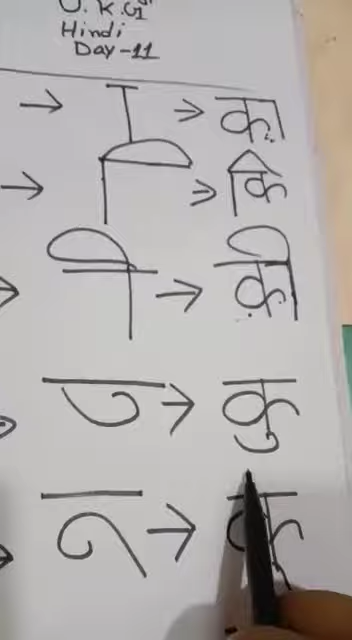 U.K.G
Hindi
Day-11
→ ा → का
→ ि → कि
→ ी → की
→ ु → कु
→ ू → कू